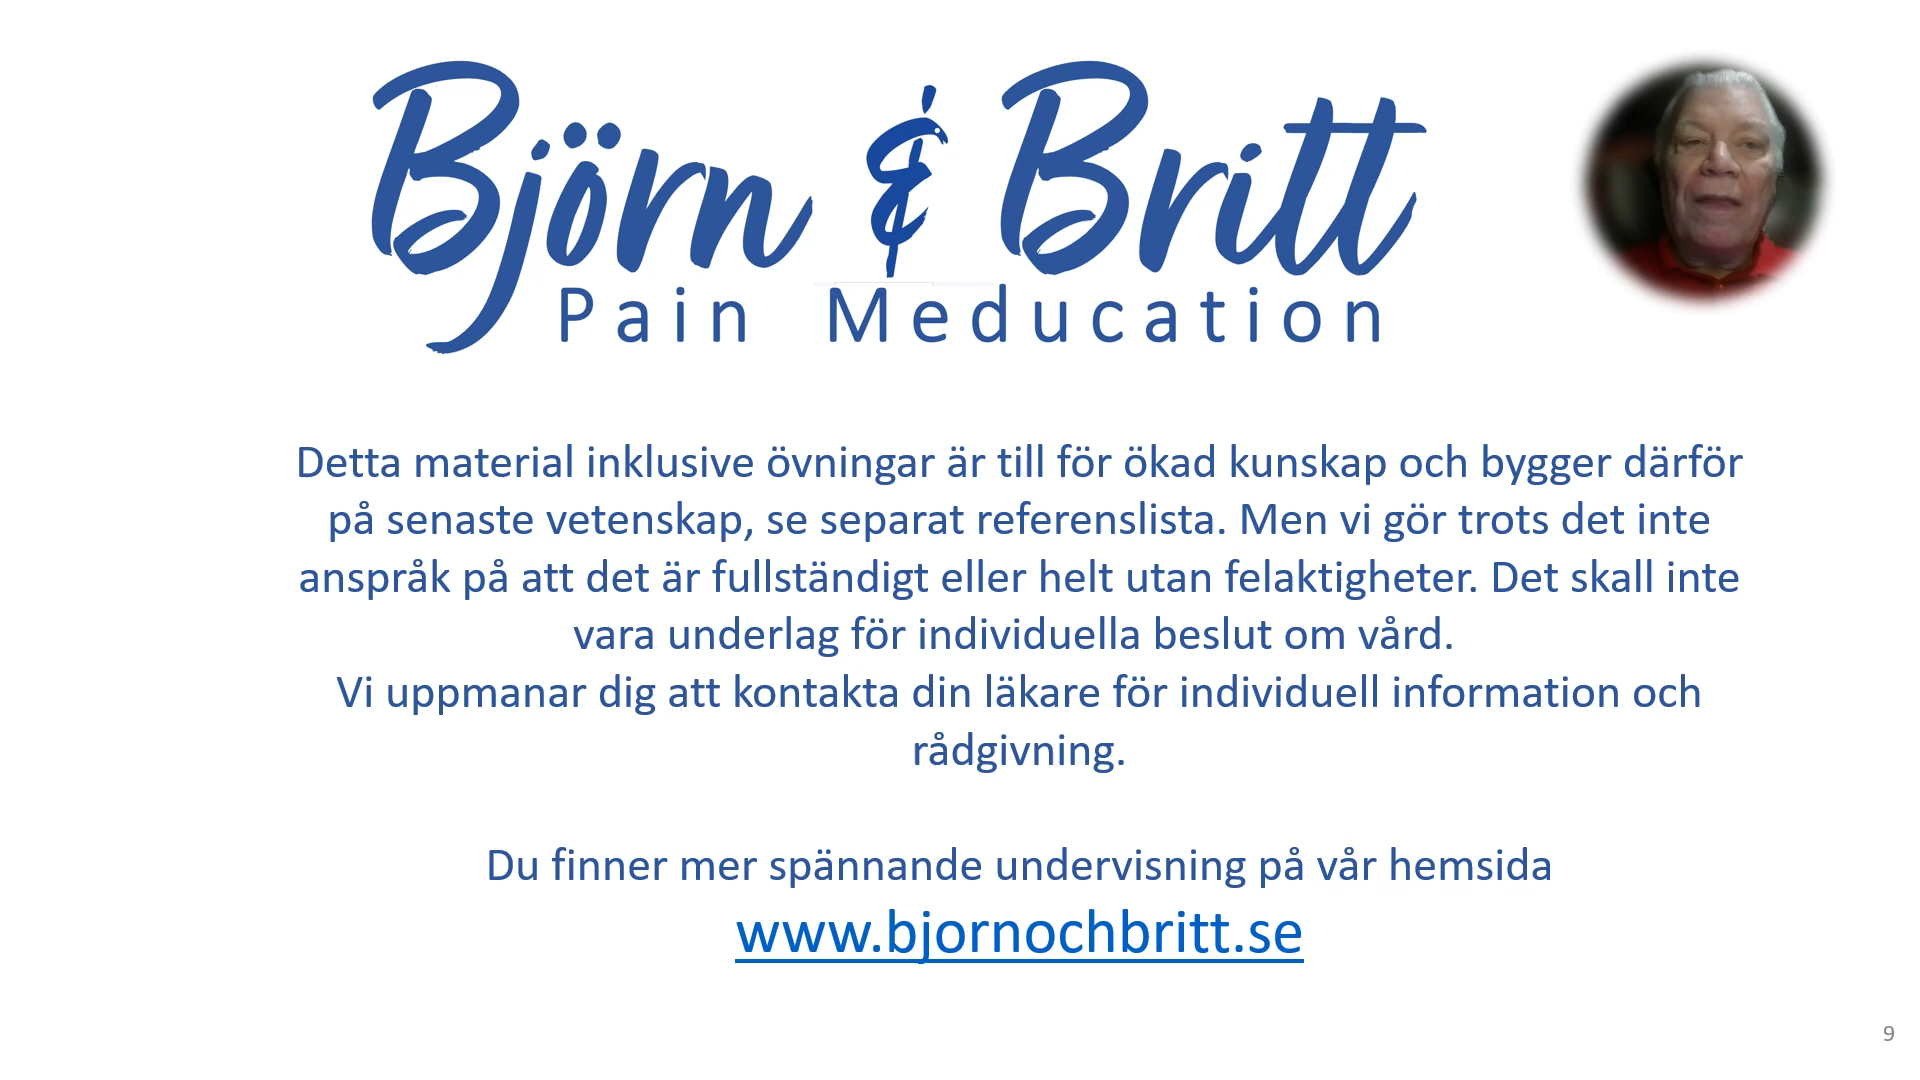 Björn & Britt
Pain Meducation
Detta material inklusive övningar är till för ökad kunskap och bygger därför
på senaste vetenskap, se separat referenslista. Men vi gör trots det inte
anspråk på att det är fullständigt eller helt utan felaktigheter. Det skall inte
vara underlag för individuella beslut om vård.
Vi uppmanar dig att kontakta din läkare för individuell information och
rådgivning.
Du finner mer spännande undervisning på vår hemsida
www.bjornochbritt.se
9